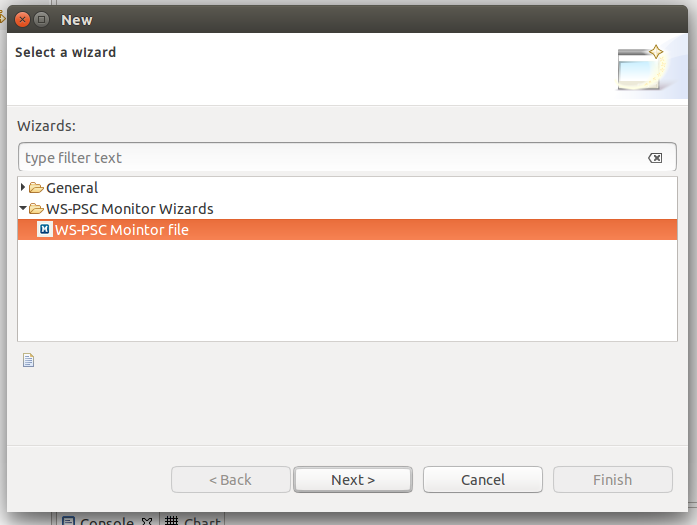 New
Select a wizard
Wizards:
type filter text
General
WS-PSC Monitor Wizards
WS-PSC Mointor file
< Back
Next >
Cancel
Finish
Console
Chart